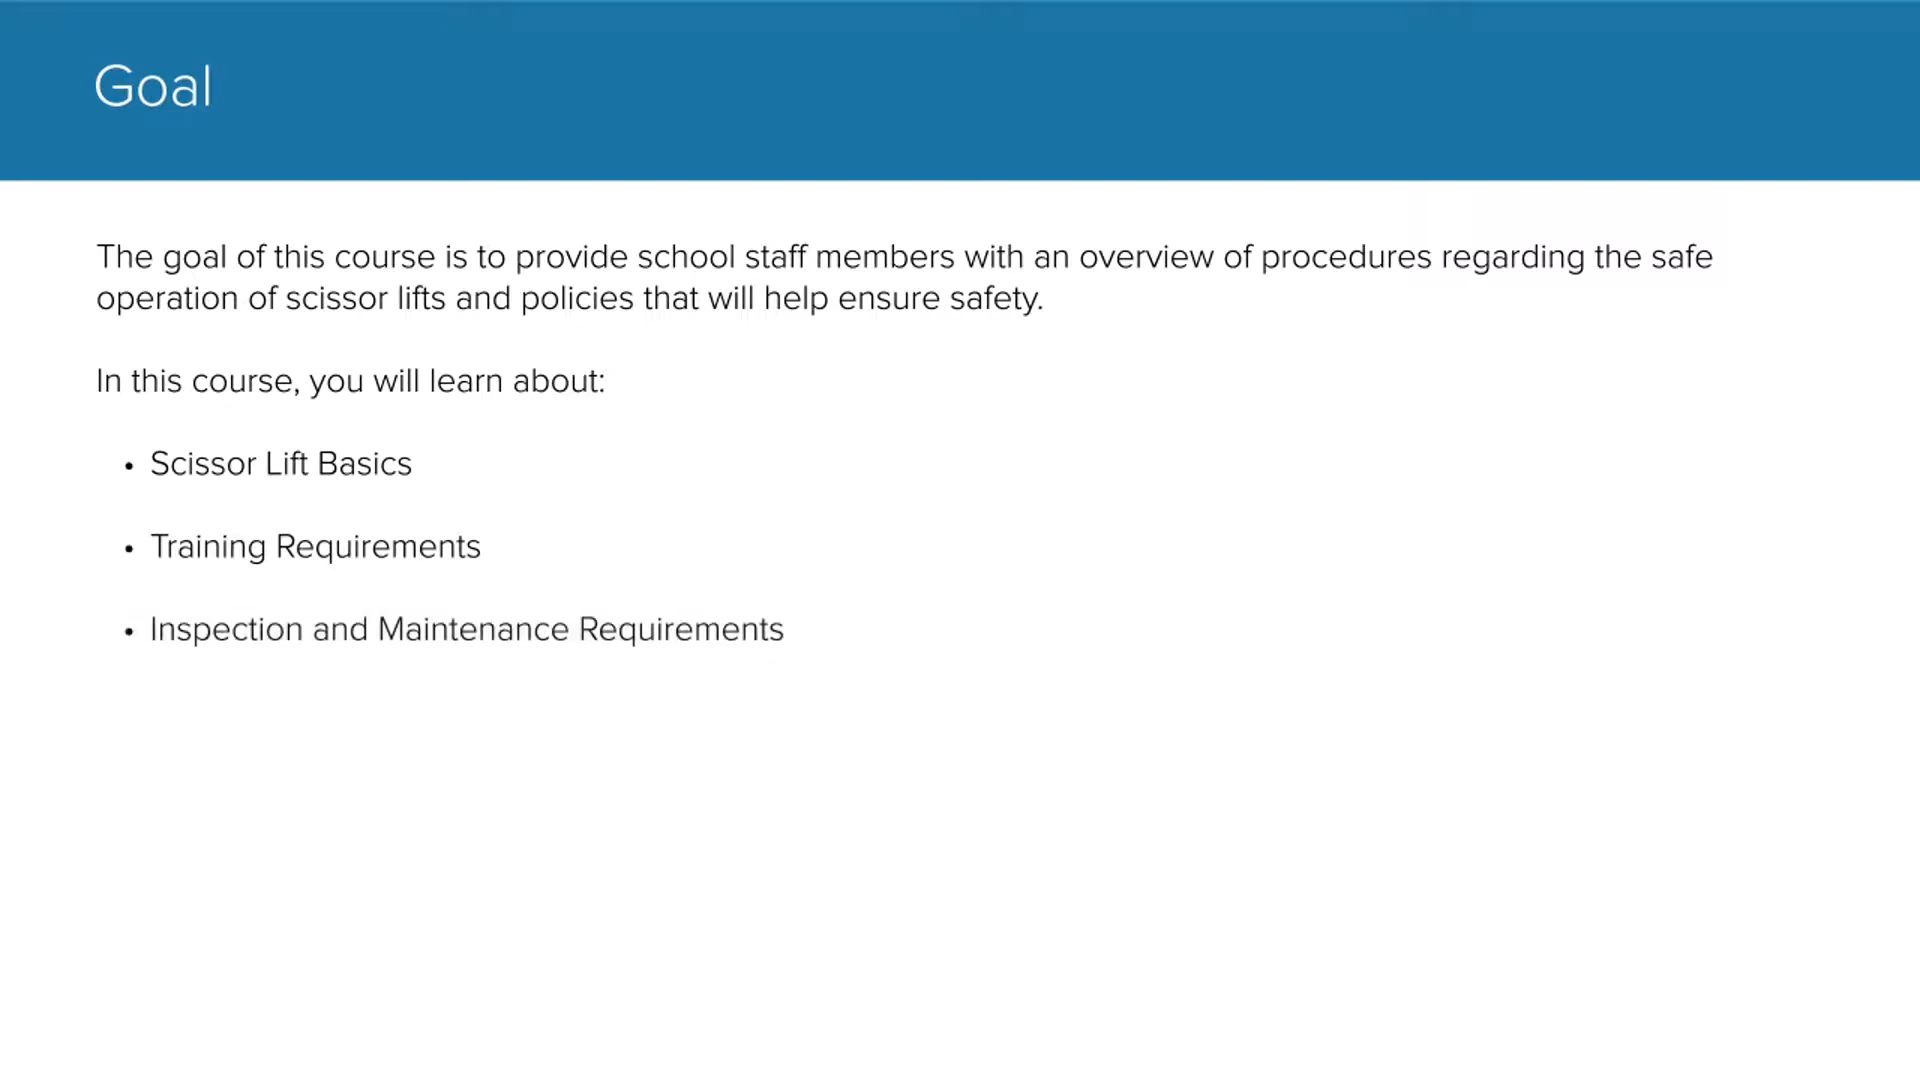 Goal
The goal of this course is to provide school staff members with an overview of procedures regarding the safe
operation of scissor lifts and policies that will help ensure safety.
In this course, you will learn about:
• Scissor Lift Basics
• Training Requirements
• Inspection and Maintenance Requirements